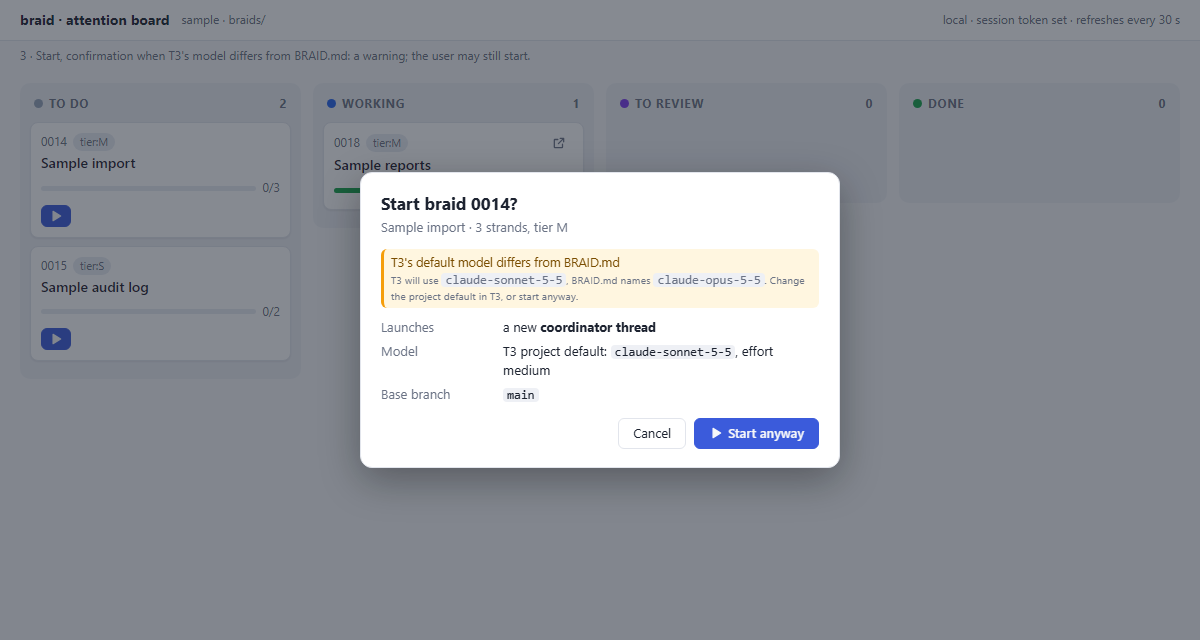 braid · attention board sample · braids/ local · session token set · refreshes every 30 s
3 · Start, confirmation when T3's model differs from BRAID.md: a warning; the user may still start.
TO DO 2
0014 tier:M
Sample import
0/3
0015 tier:S
Sample audit log
0/2
WORKING 1
0018 tier:M
Sample reports
TO REVIEW 0
DONE 0
Start braid 0014?
Sample import · 3 strands, tier M
T3's default model differs from BRAID.md
T3 will use claude-sonnet-5-5, BRAID.md names claude-opus-5-5. Change
the project default in T3, or start anyway.
Launches a new coordinator thread
Model T3 project default: claude-sonnet-5-5, effort
medium
Base branch main
Cancel Start anyway